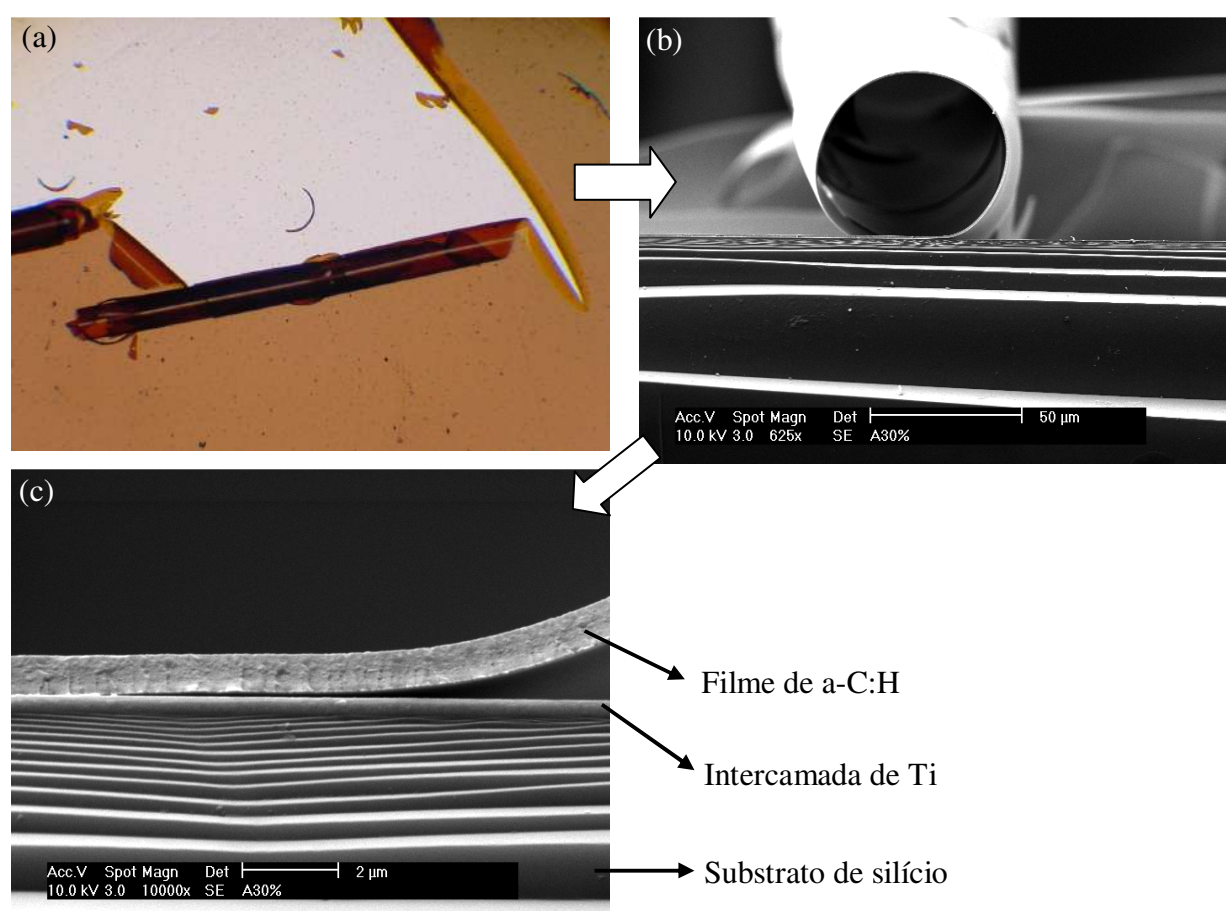 (a)
(b)
Acc.V Spot Magn Det 50 µm
10.0 kV 3.0 625x SE A30%
(c)
Filme de a-C:H
Intercamada de Ti
Substrato de silício
Acc.V Spot Magn Det 2 µm
10.0 kV 3.0 10000x SE A30%